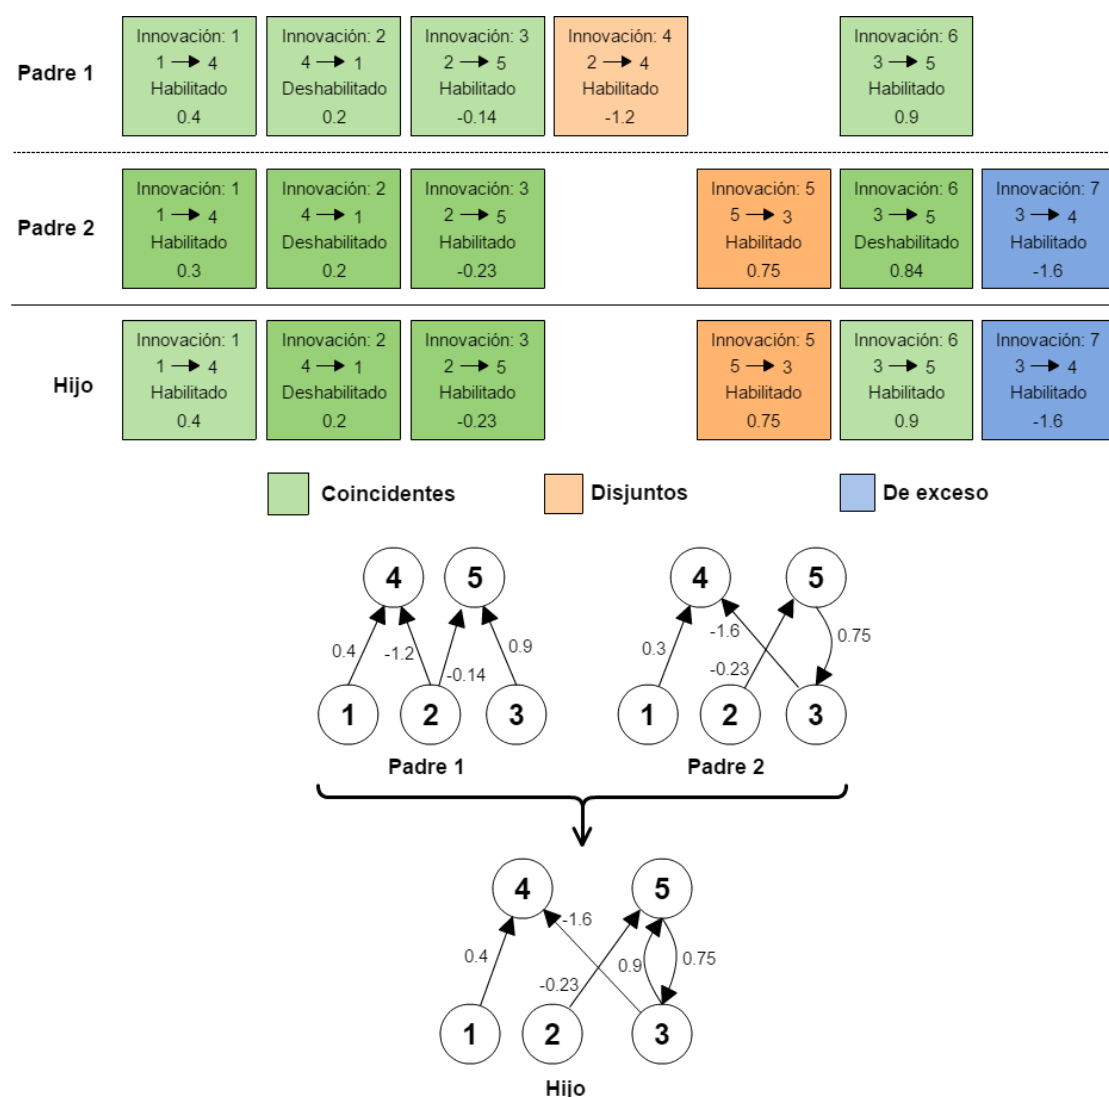 Padre 1
Innovación: 1
1 4
Habilitado
0.4
Innovación: 2
4 1
Deshabilitado
0.2
Innovación: 3
2 5
Habilitado
-0.14
Innovación: 4
2 4
Habilitado
-1.2
Innovación: 6
3 5
Habilitado
0.9
Padre 2
Innovación: 1
1 4
Habilitado
0.3
Innovación: 2
4 1
Deshabilitado
0.2
Innovación: 3
2 5
Habilitado
-0.23
Innovación: 5
5 3
Habilitado
0.75
Innovación: 6
3 5
Deshabilitado
0.84
Innovación: 7
3 4
Habilitado
-1.6
Hijo
Innovación: 1
1 4
Habilitado
0.4
Innovación: 2
4 1
Deshabilitado
0.2
Innovación: 3
2 5
Habilitado
-0.23
Innovación: 5
5 3
Habilitado
0.75
Innovación: 6
3 5
Habilitado
0.9
Innovación: 7
3 4
Habilitado
-1.6
Coincidentes
Disjuntos
De exceso
4
5
0.4
-1.2
-0.14
0.9
1
2
3
Padre 1
4
5
0.3
-1.6
-0.23
0.75
1
2
3
Padre 2
4
5
0.4
-1.6
-0.23
0.9
0.75
1
2
3
Hijo